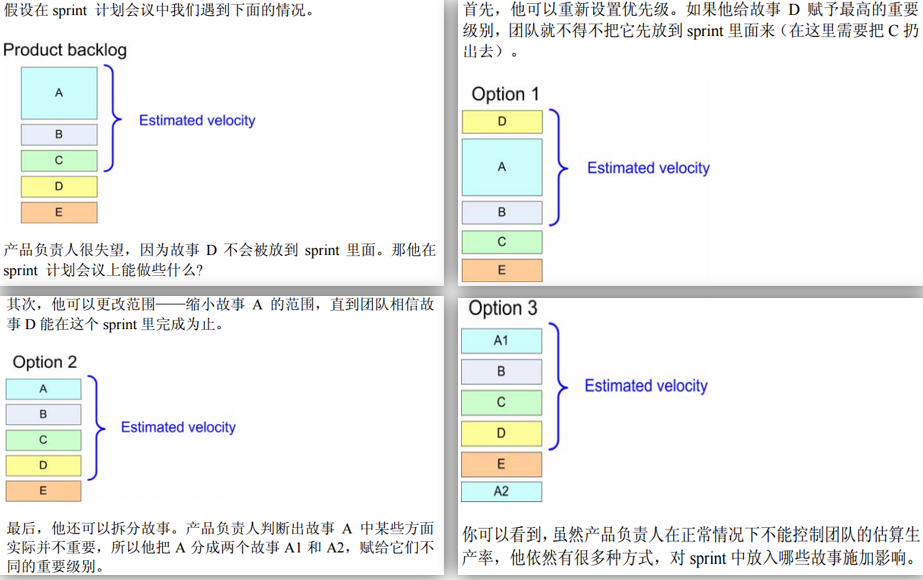 假设在 sprint 计划会议中我们遇到下面的情况。
Product backlog
A
Estimated velocity
B
C
D
E
产品负责人很失望，因为故事 D 不会被放到 sprint 里面。那他在
sprint 计划会议上能做些什么?
首先，他可以重新设置优先级。如果他给故事 D 赋予最高的重要
级别，团队就不得不把它先放到 sprint 里面来（在这里需要把 C 扔
出去）。
Option 1
D
A
Estimated velocity
B
C
E
其次，他可以更改范围——缩小故事 A 的范围，直到团队相信故
事 D 能在这个 sprint 里完成为止。
Option 2
A
B
Estimated velocity
C
D
E
最后，他还可以拆分故事。产品负责人判断出故事 A 中某些方面
实际并不重要，所以他把 A 分成两个故事 A1 和 A2，赋给它们不
同的重要级别。
Option 3
A1
B
Estimated velocity
C
D
E
A2
你可以看到，虽然产品负责人在正常情况下不能控制团队的估算生
产率，他依然有很多种方式，对 sprint 中放入哪些故事施加影响。